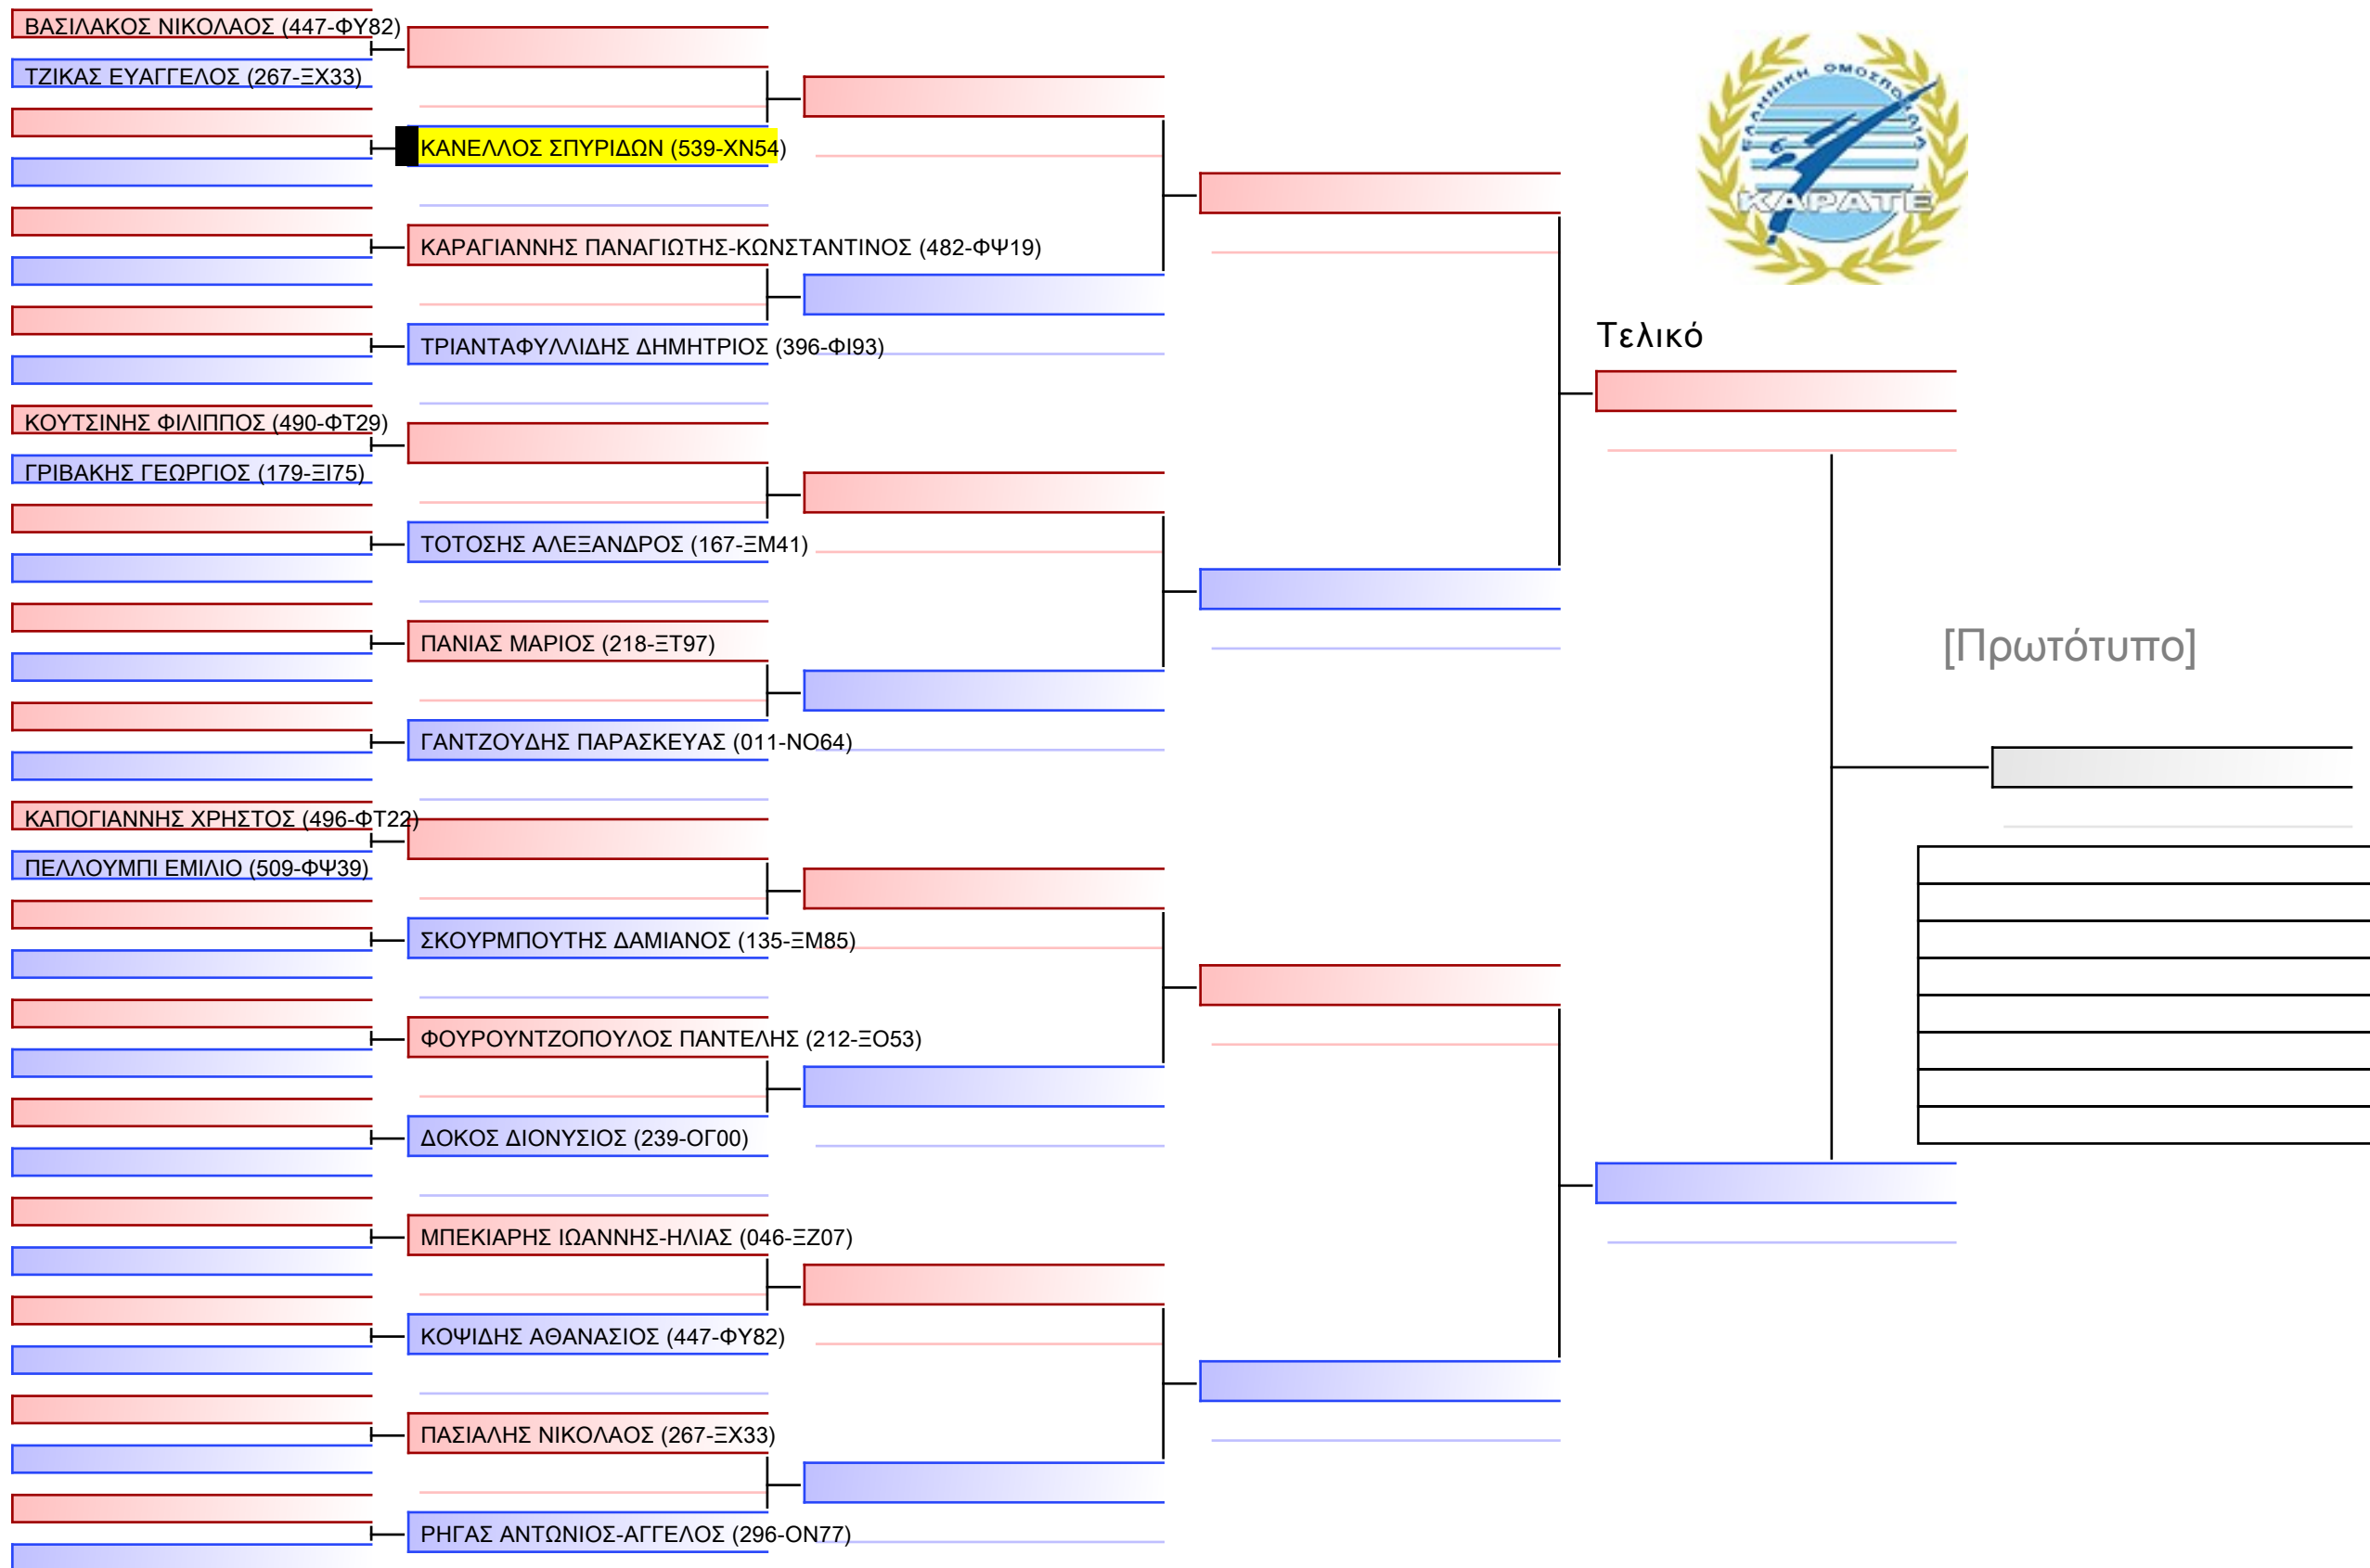 ΒΑΣΙΛΑΚΟΣ ΝΙΚΟΛΑΟΣ (447-ΦΥ82)
ΤΖΙΚΑΣ ΕΥΑΓΓΕΛΟΣ (267-ΞΧ33)
ΚΑΝΕΛΛΟΣ ΣΠΥΡΙΔΩΝ (539-ΧΝ54)
ΚΑΡΑΓΙΑΝΝΗΣ ΠΑΝΑΓΙΩΤΗΣ-ΚΩΝΣΤΑΝΤΙΝΟΣ (482-ΦΨ19)
ΤΡΙΑΝΤΑΦΥΛΛΙΔΗΣ ΔΗΜΗΤΡΙΟΣ (396-ΦΙ93)
ΚΟΥΤΣΙΝΗΣ ΦΙΛΙΠΠΟΣ (490-ΦΤ29)
ΓΡΙΒΑΚΗΣ ΓΕΩΡΓΙΟΣ (179-ΞΙ75)
ΤΟΤΟΣΗΣ ΑΛΕΞΑΝΔΡΟΣ (167-ΞΜ41)
ΠΑΝΙΑΣ ΜΑΡΙΟΣ (218-ΞΤ97)
ΓΑΝΤΖΟΥΔΗΣ ΠΑΡΑΣΚΕΥΑΣ (011-ΝΟ64)
ΚΑΠΟΓΙΑΝΝΗΣ ΧΡΗΣΤΟΣ (496-ΦΤ22)
ΠΕΛΛΟΥΜΠΙ ΕΜΙΛΙΟ (509-ΦΨ39)
ΣΚΟΥΡΜΠΟΥΤΗΣ ΔΑΜΙΑΝΟΣ (135-ΞΜ85)
ΦΟΥΡΟΥΝΤΖΟΠΟΥΛΟΣ ΠΑΝΤΕΛΗΣ (212-ΞΟ53)
ΔΟΚΟΣ ΔΙΟΝΥΣΙΟΣ (239-ΟΓ00)
ΜΠΕΚΙΑΡΗΣ ΙΩΑΝΝΗΣ-ΗΛΙΑΣ (046-ΞΖ07)
ΚΟΨΙΔΗΣ ΑΘΑΝΑΣΙΟΣ (447-ΦΥ82)
ΠΑΣΙΑΛΗΣ ΝΙΚΟΛΑΟΣ (267-ΞΧ33)
ΡΗΓΑΣ ΑΝΤΩΝΙΟΣ-ΑΓΓΕΛΟΣ (296-ΟΝ77)
ΕΛΛΗΝΙΚΗ ΟΜΟΣΠΟΝΔΙΑ
ΚΑΡΑΤΕ
Τελικό
[Πρωτότυπο]